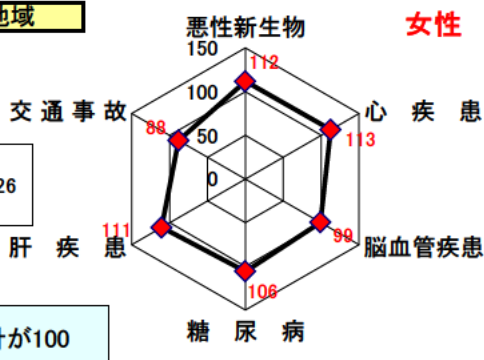 地域
悪性新生物
女性
150
112
100
交通事故
心疾患
88
113
50
26
0
111
99
肝疾患
脳血管疾患
106
糖尿病
計が100